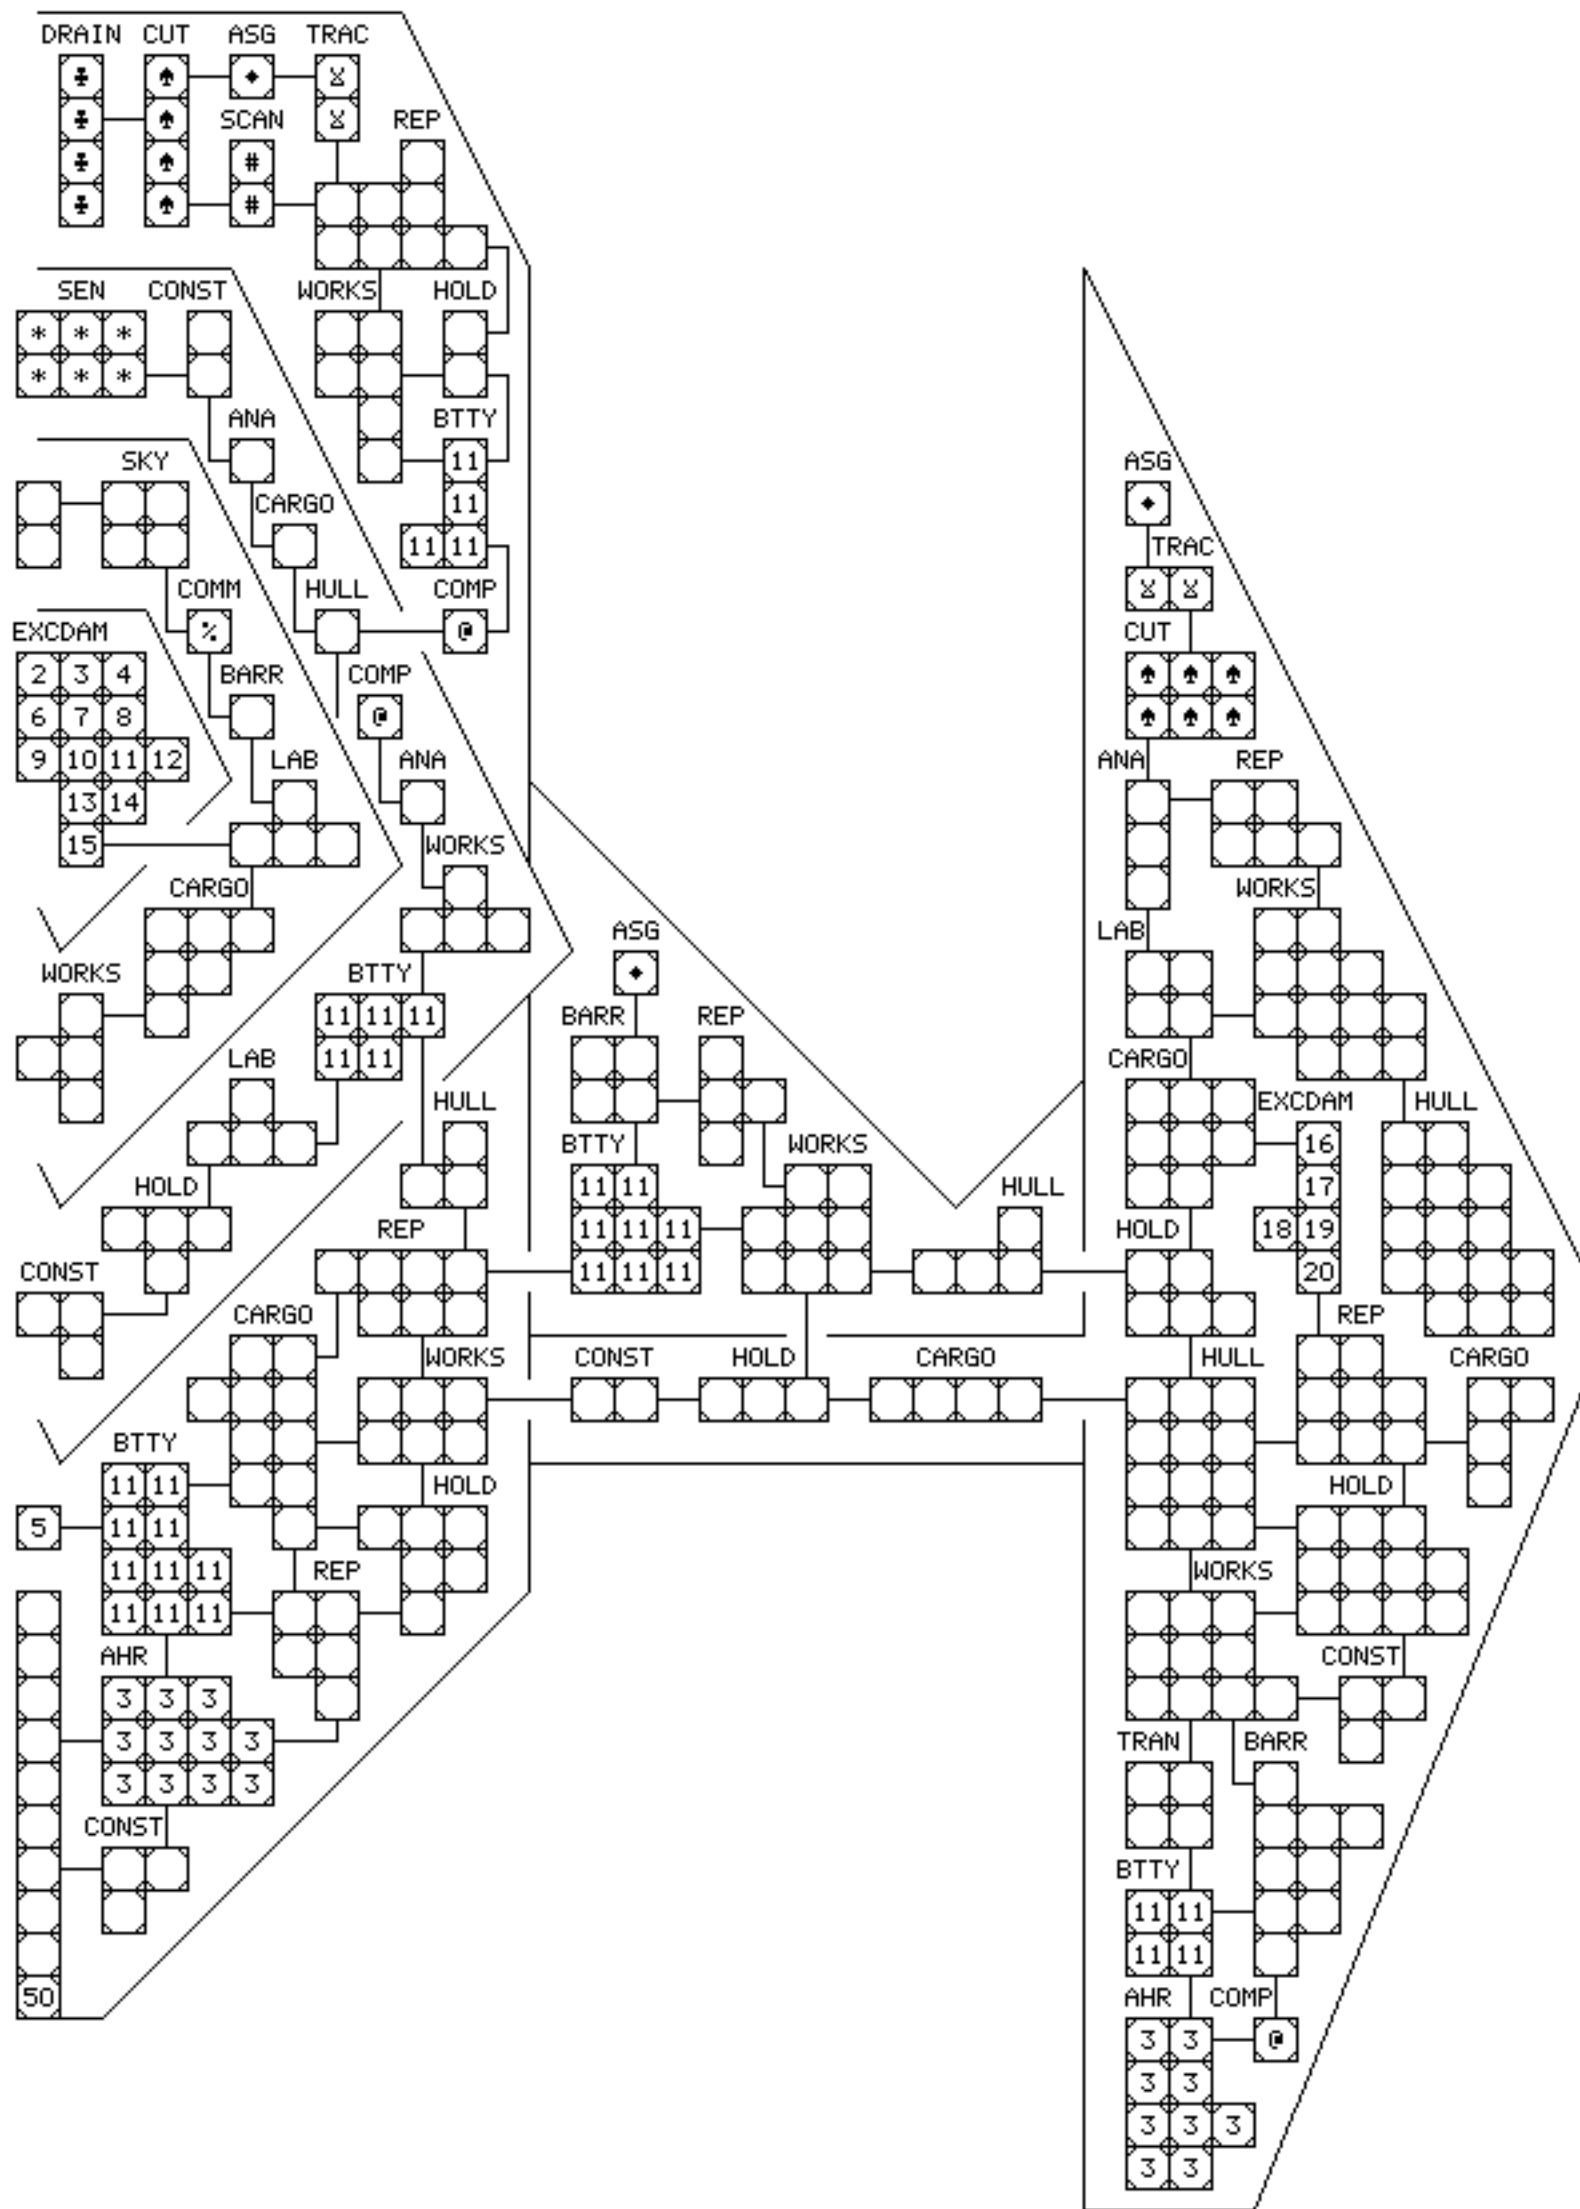 DRAIN CUT ASG TRAC
♣ ♠ ♦ ⧖
♣ ♠ SCAN ⧖ REP
♣ ♠ #
♣ ♠ #
SEN CONST WORKS HOLD
* * *
* * *
ANA BTTY
SKY 11 ASG
CARGO 11 ♦
11 11 TRAC
COMM HULL COMP ⧖ ⧖
EXCDAM % @ CUT
2 3 4 BARR COMP ♠ ♠ ♠
6 7 8 @ ♠ ♠ ♠
9 10 11 12 LAB ANA ANA REP
13 14
15 WORKS
CARGO WORKS
ASG LAB
WORKS BTTY ♦
11 11 11 BARR REP
LAB 11 11 CARGO
HULL EXCDAM HULL
BTTY WORKS 16
HOLD 11 11 HULL 17
REP 11 11 11 HOLD 18 19
CONST 11 11 11 20
CARGO REP
WORKS CONST HOLD CARGO HULL CARGO
BTTY
11 11 HOLD HOLD
5 11 11
11 11 11 REP WORKS
11 11 11
AHR CONST
3 3 3
3 3 3 3 TRAN BARR
3 3 3 3
CONST
BTTY
11 11
11 11
50 AHR COMP
3 3 @
3 3
3 3 3
3 3